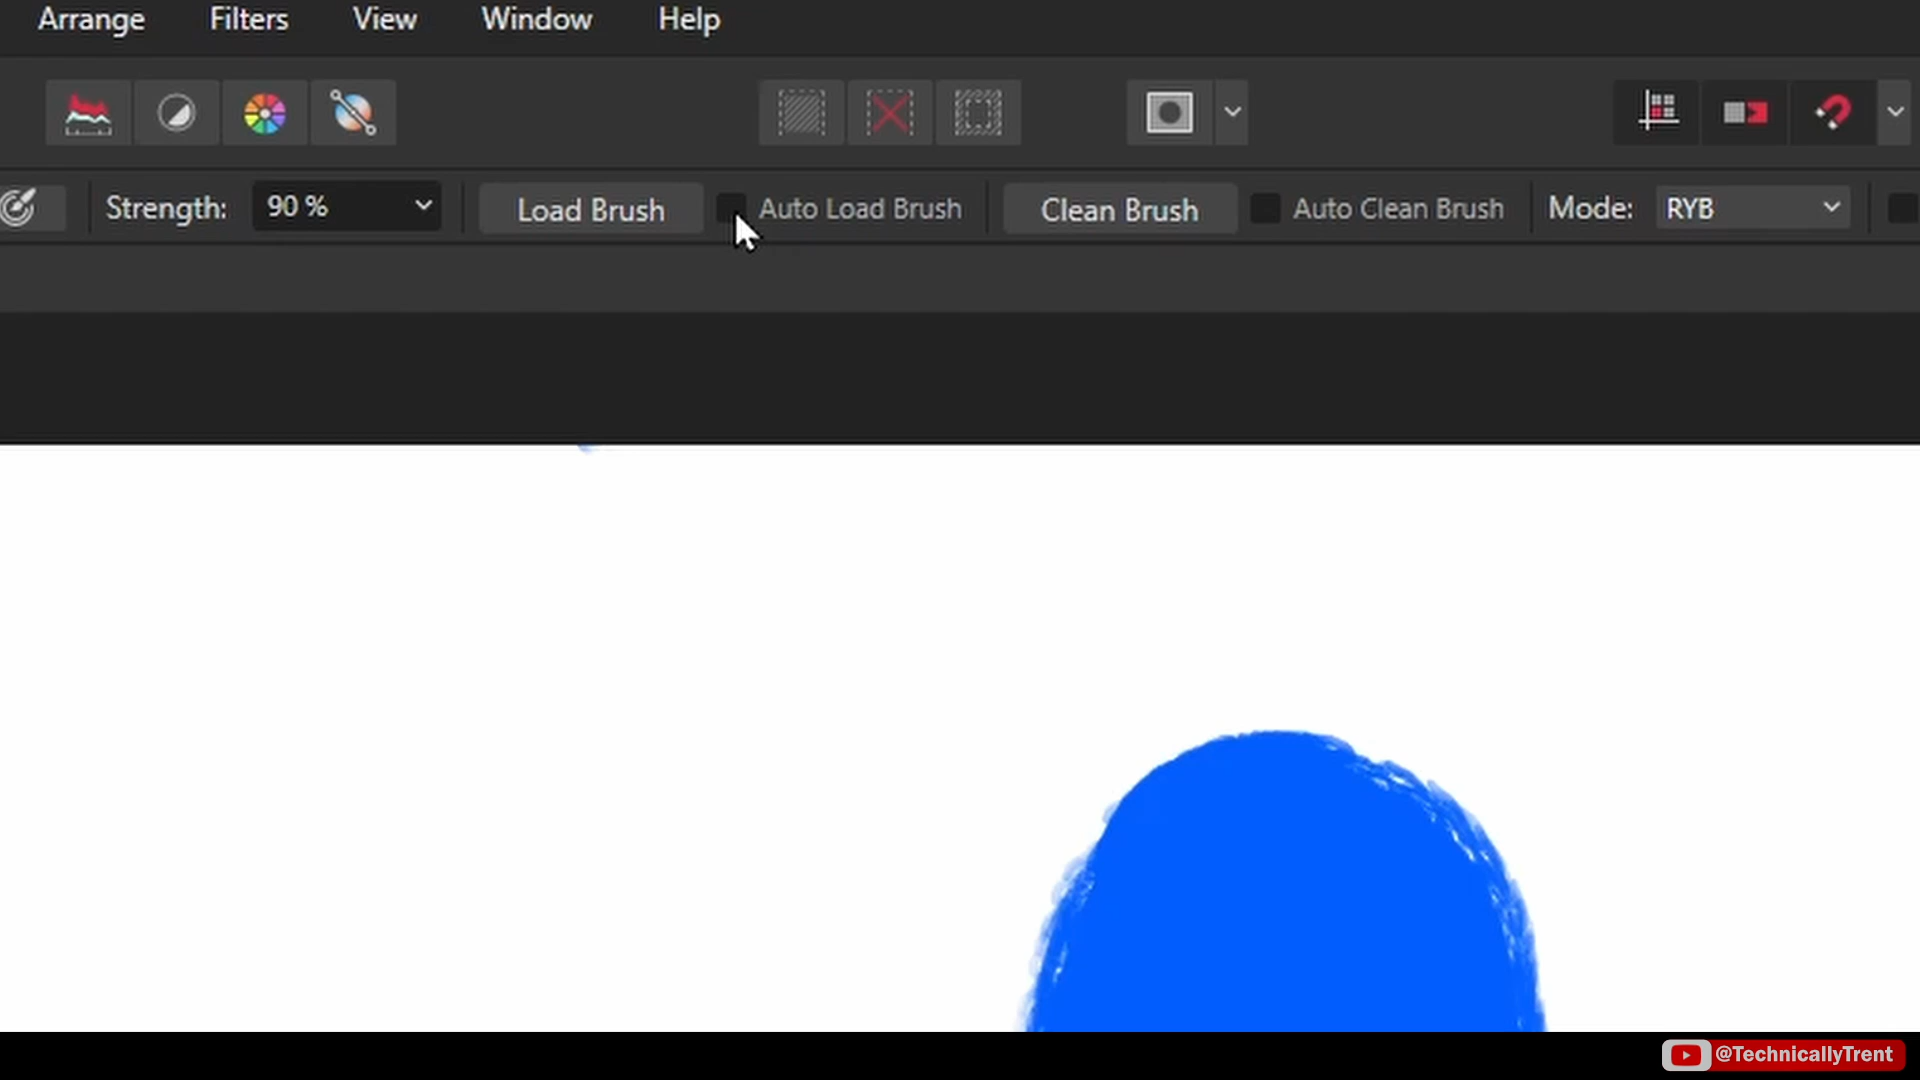 Arrange Filters View Window Help
Strength: 90 % Load Brush Auto Load Brush Clean Brush Auto Clean Brush Mode: RYB
@TechnicallyTrent